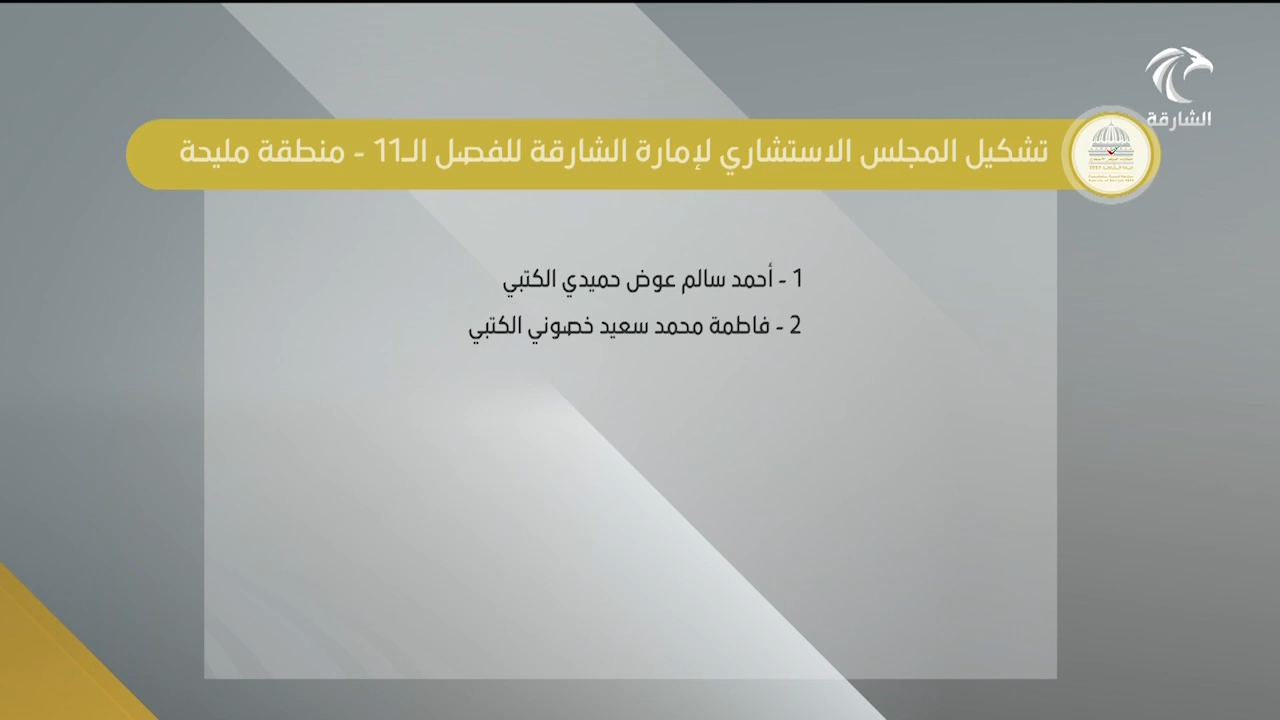 الشارقة
تشكيل المجلس الاستشاري لإمارة الشارقة للفصل الـ11 - منطقة مليحة
1 - أحمد سالم عوض حميدي الكتبي
2 - فاطمة محمد سعيد خصوني الكتبي